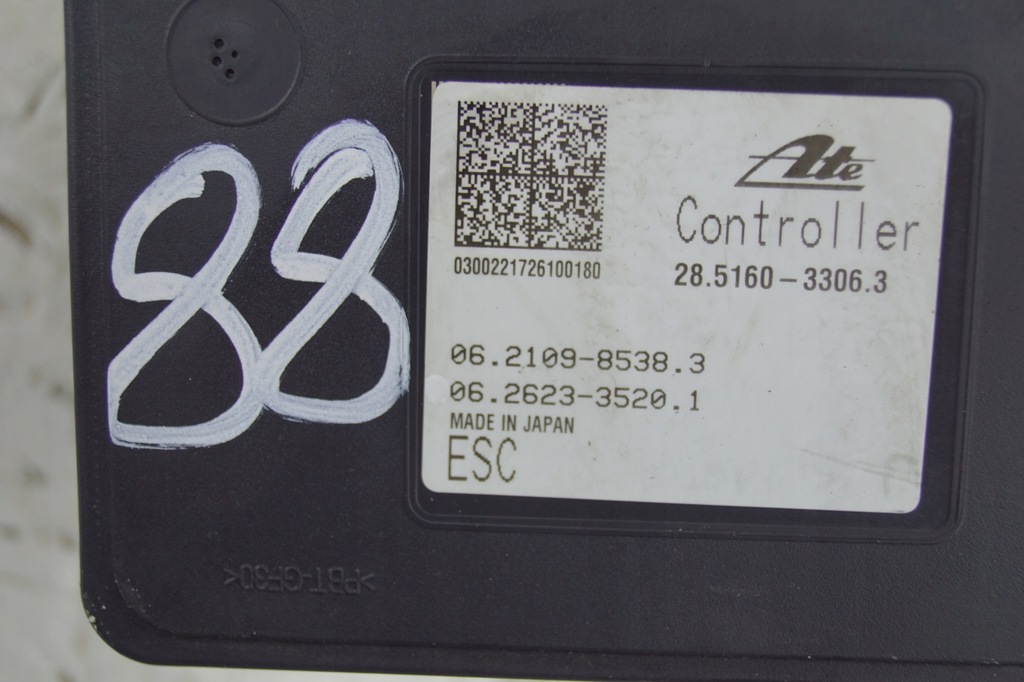 88
Ate
Controller
28.5160-3306.3
0300221726100180
06.2109-8538.3
06.2623-3520.1
MADE IN JAPAN
ESC
>PBT-GF30<